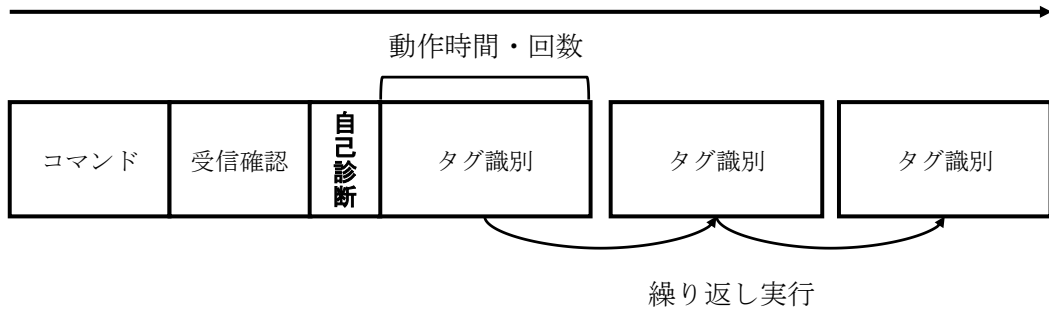 動作時間・回数
コマンド
受信確認
自己診断
タグ識別
タグ識別
タグ識別
繰り返し実行